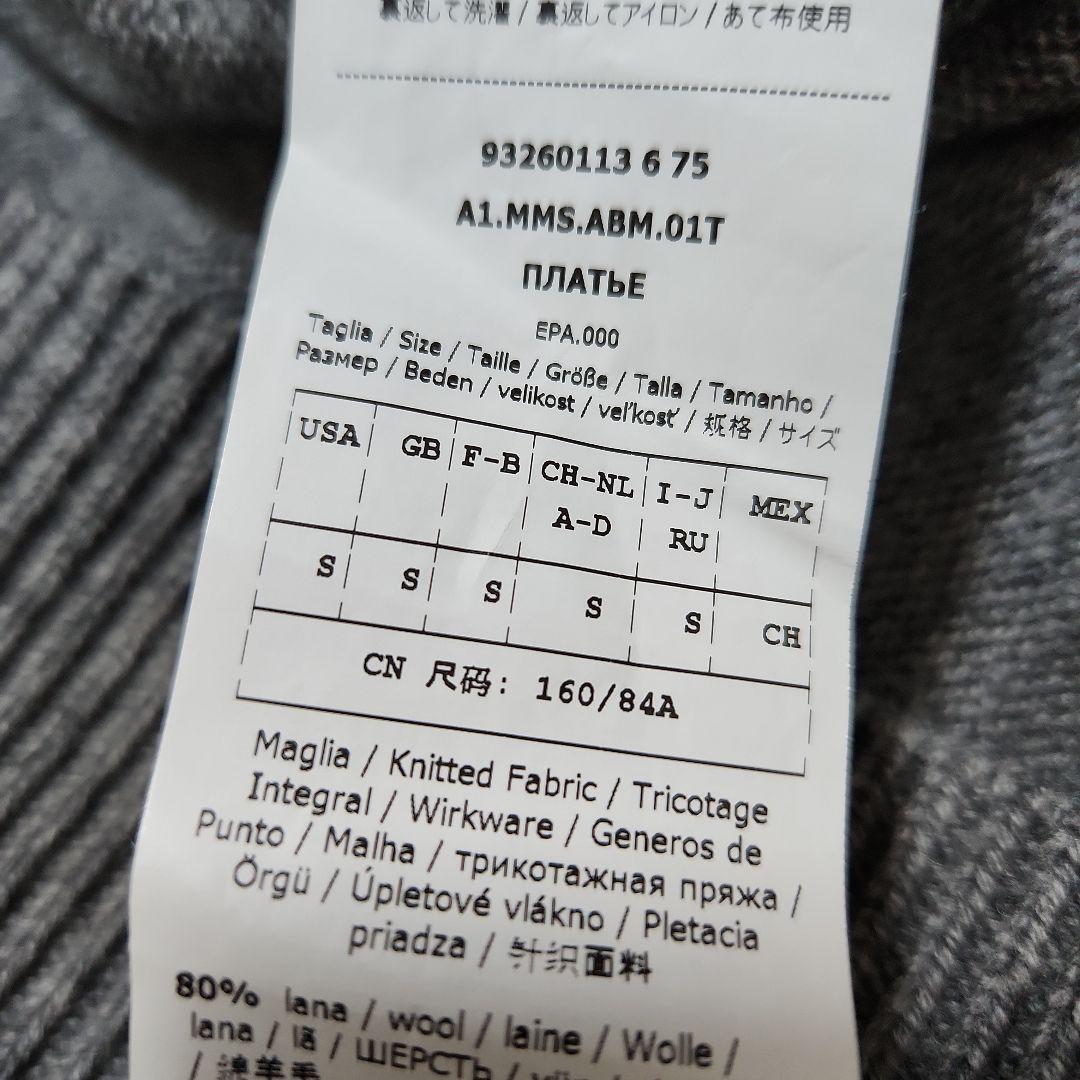 裏返して洗濯 / 裏返してアイロン / あて布使用
93260113 6 75
A1.MMS.ABM.01T
ПЛАТЬЕ
EPA.000
Taglia / Size / Taille / Größe / Talla / Tamanho /
Размер / Beden / velikost / veľkosť / 规格 / サイズ
USA GB F-B CH-NL I-J MEX
A-D RU
S S S S S CH
CN 尺码: 160/84A
Maglia / Knitted Fabric / Tricotage
Integral / Wirkware / Generos de
Punto / Malha / трикотажная пряжа /
Örgü / Úpletové vlákno / Pletacia
priadza / 针织面料
80% lana / wool / laine / Wolle /
lana / lã / ШЕРСТЬ /
/ 绵羊毛